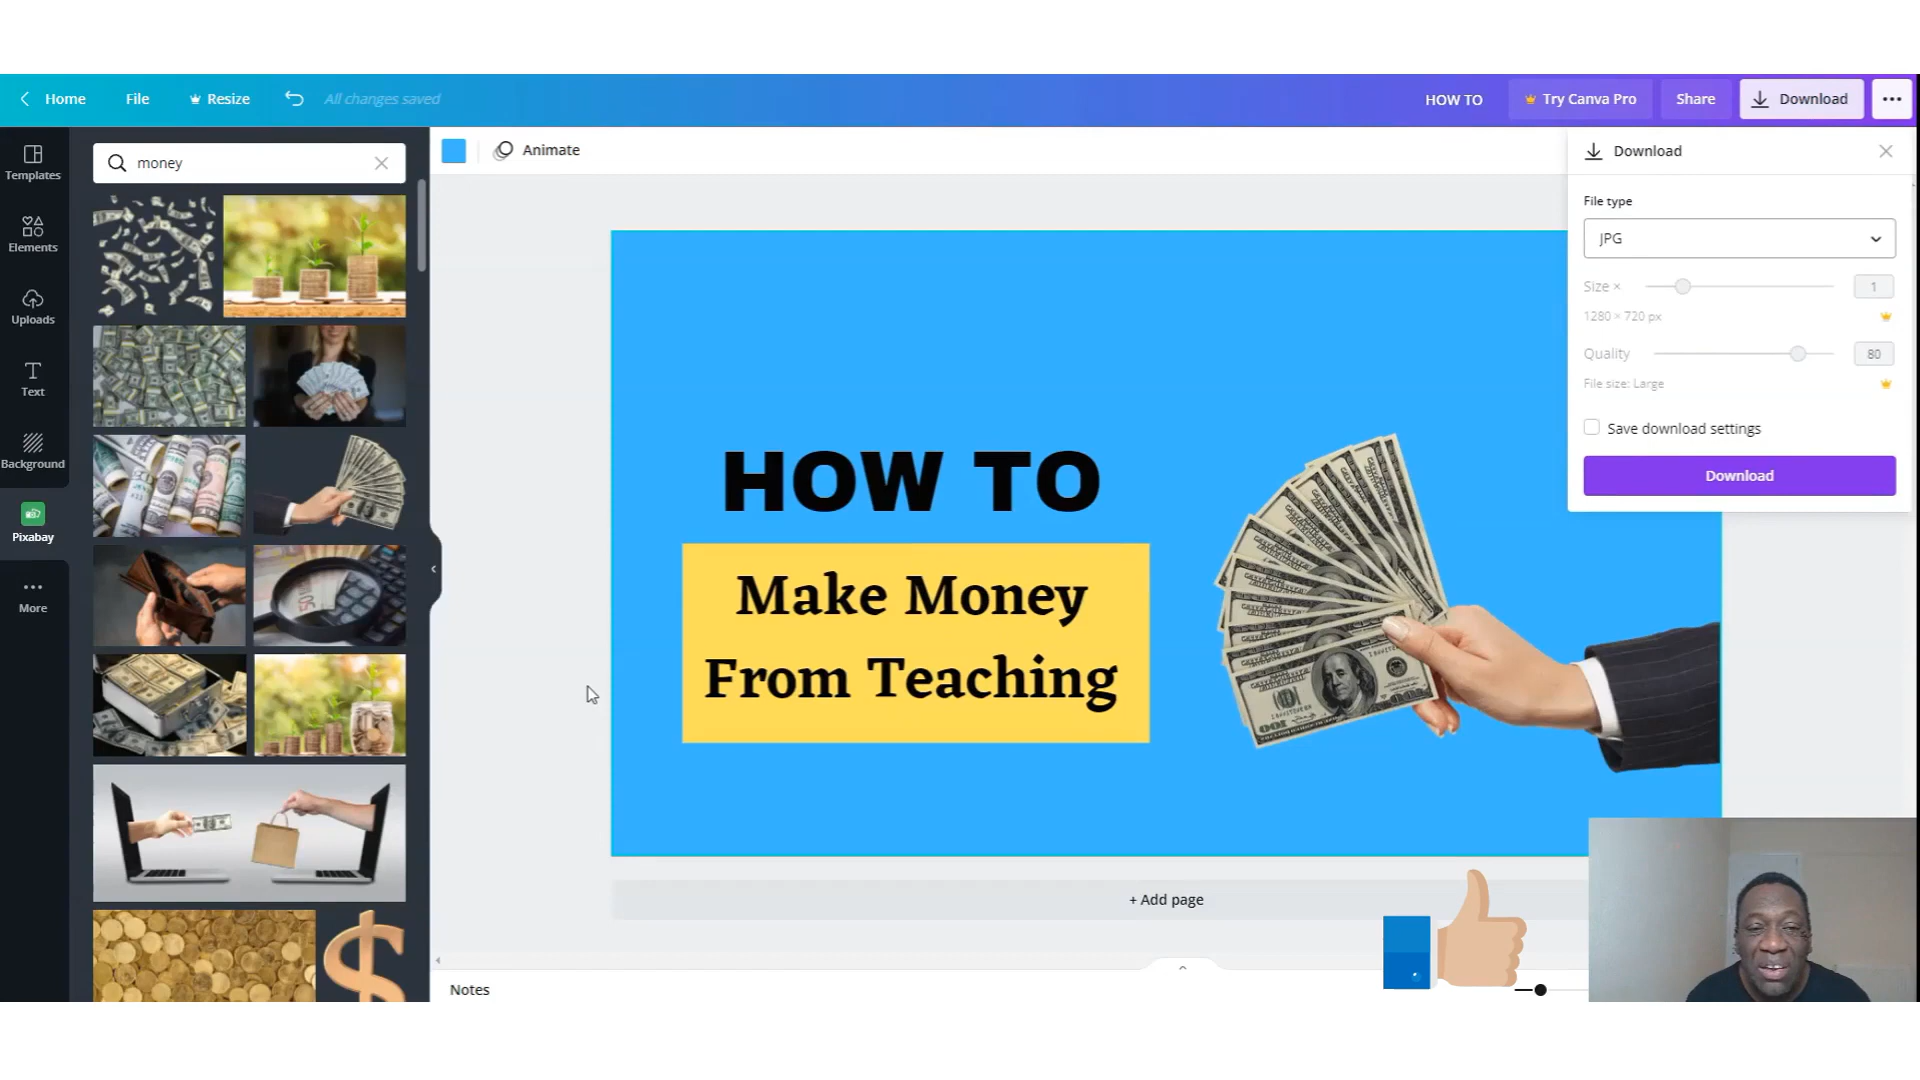 Home
File
Resize
All changes saved
HOW TO
Try Canva Pro
Share
Download
Templates
Elements
Uploads
Text
Background
Pixabay
More
money
Animate
HOW TO
Make Money
From Teaching
Download
File type
JPG
Size ×
1
1280 × 720 px
Quality
80
File size: Large
Save download settings
Download
+ Add page
Notes